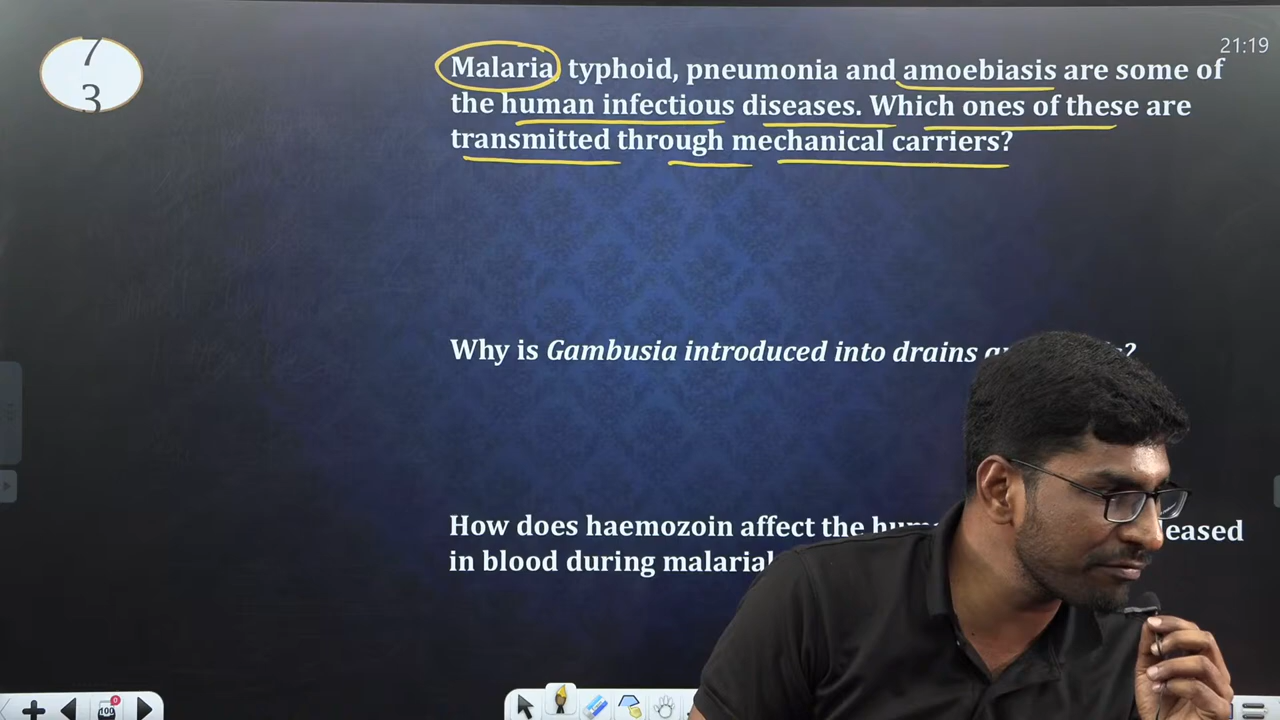 7
3
21:19
Malaria, typhoid, pneumonia and amoebiasis are some of
the human infectious diseases. Which ones of these are
transmitted through mechanical carriers?
Why is Gambusia introduced into drains
How does haemozoin affect the
in blood during malarial
100